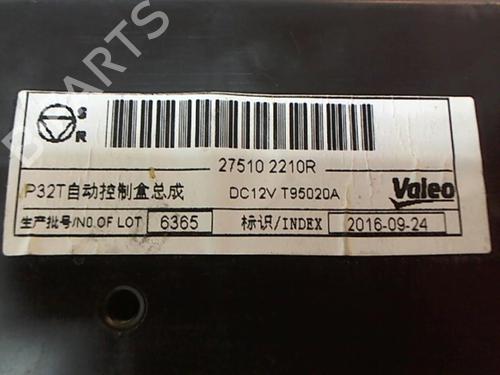 B PARTS
S
R
27510 2210R
P32T自动控制盒总成 DC12V T95020A Valeo
生产批号/NO.OF LOT 6365 标识/INDEX 2016-09-24